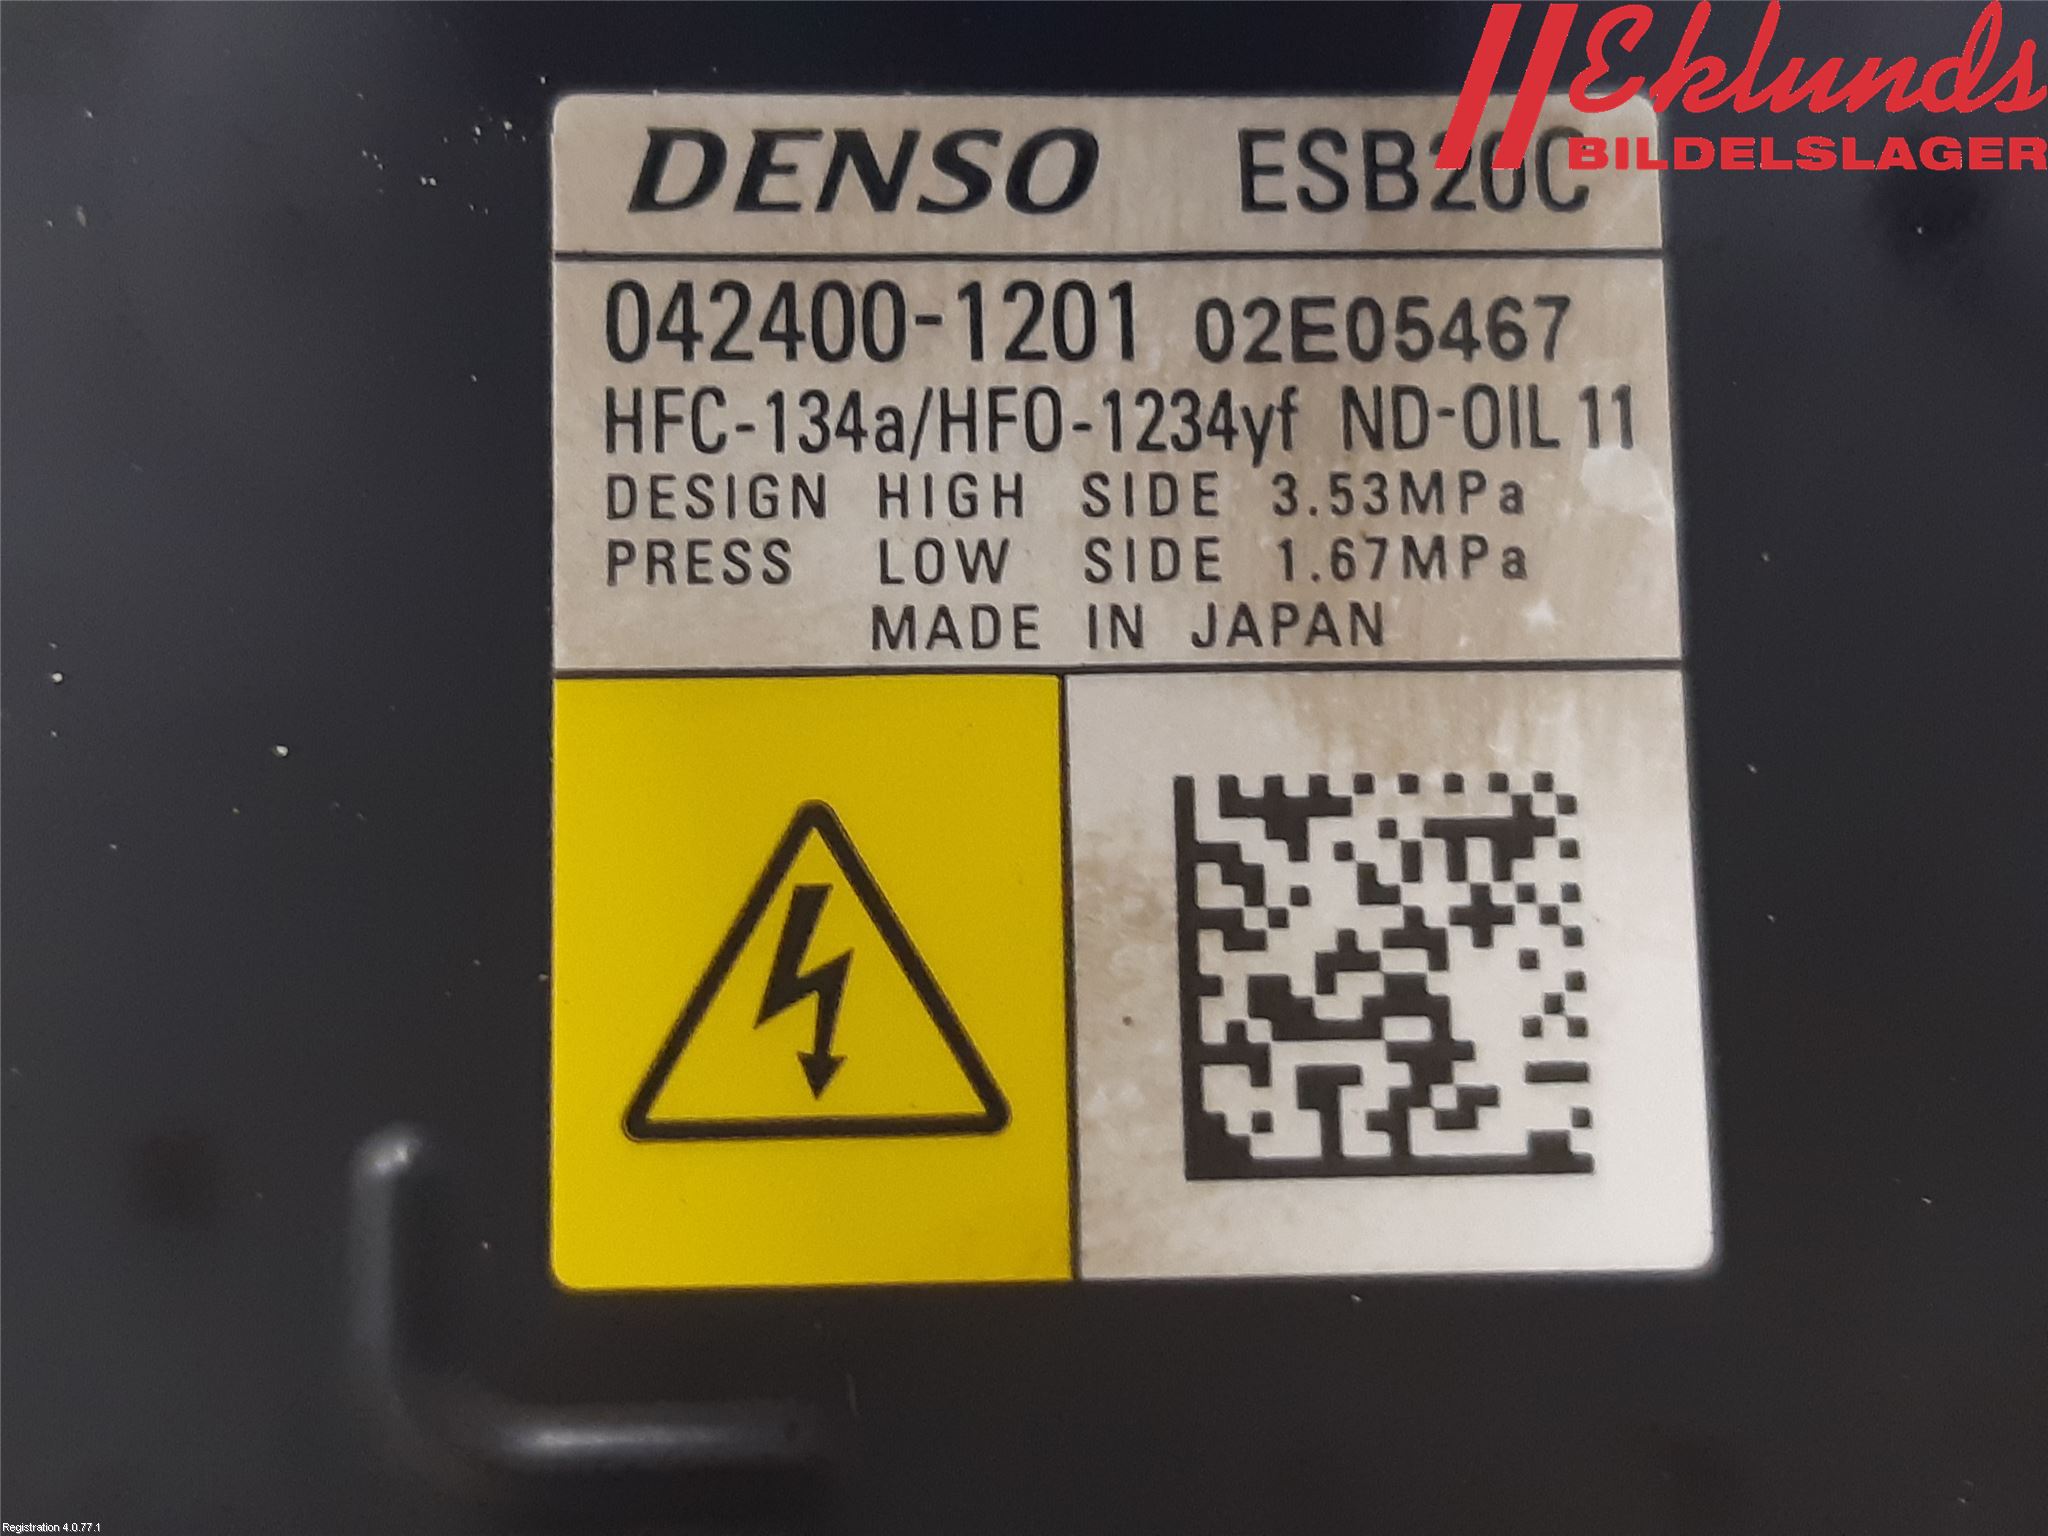 Eklunds
BILDELSLAGER
DENSO ESB20C
042400-1201 02E05467
HFC-134a/HFO-1234yf ND-OIL 11
DESIGN HIGH SIDE 3.53MPa
PRESS LOW SIDE 1.67MPa
MADE IN JAPAN
Registration 4.0.77.1